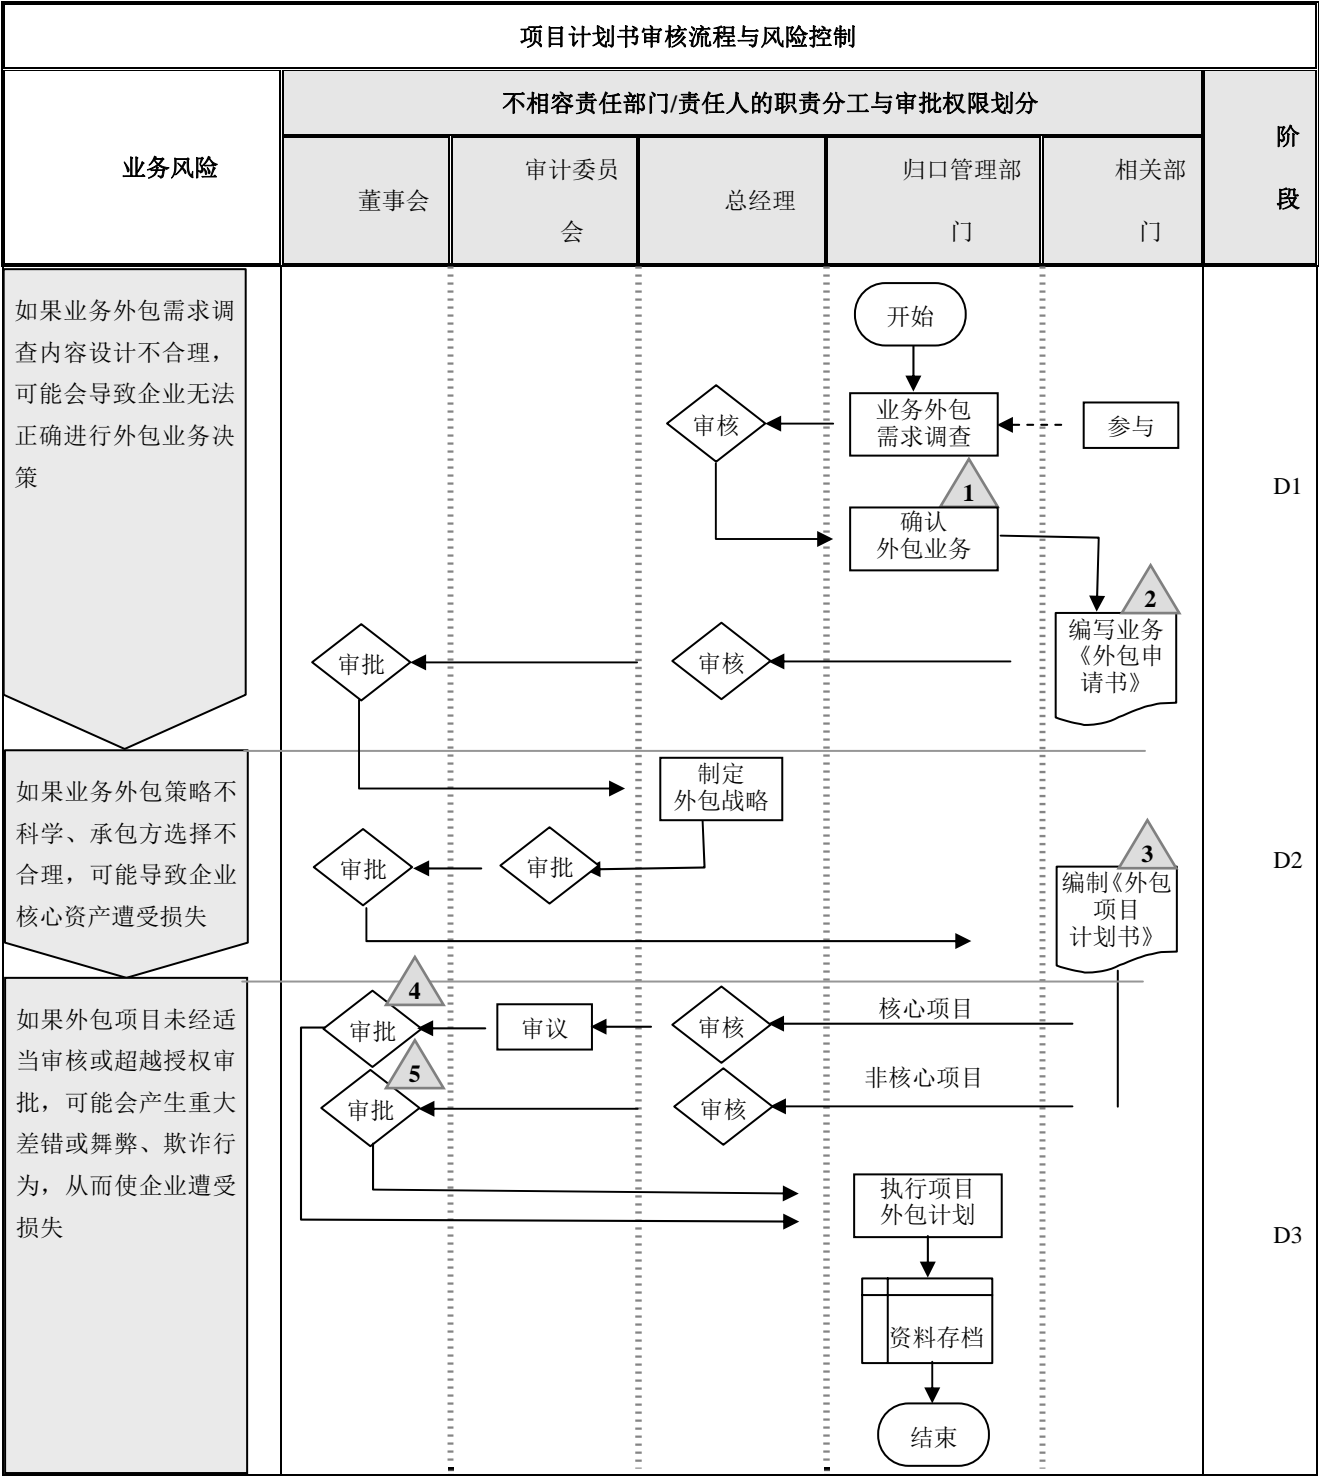 项目计划书审核流程与风险控制
不相容责任部门/责任人的职责分工与审批权限划分
业务风险
阶
段
董事会
审计委员
会
总经理
归口管理部
门
相关部
门
如果业务外包需求调
查内容设计不合理，
可能会导致企业无法
正确进行外包业务决
策
开始
审核
业务外包
需求调查
参与
1
确认
外包业务
D1
2
编写业务
《外包申
请书》
审批
审核
如果业务外包策略不
科学、承包方选择不
合理，可能导致企业
核心资产遭受损失
制定
外包战略
审批
审批
3
编制《外包
项目
计划书》
D2
如果外包项目未经适
当审核或超越授权审
批，可能会产生重大
差错或舞弊、欺诈行
为，从而使企业遭受
损失
4
审批
审议
审核
核心项目
5
审批
审核
非核心项目
执行项目
外包计划
D3
资料存档
结束